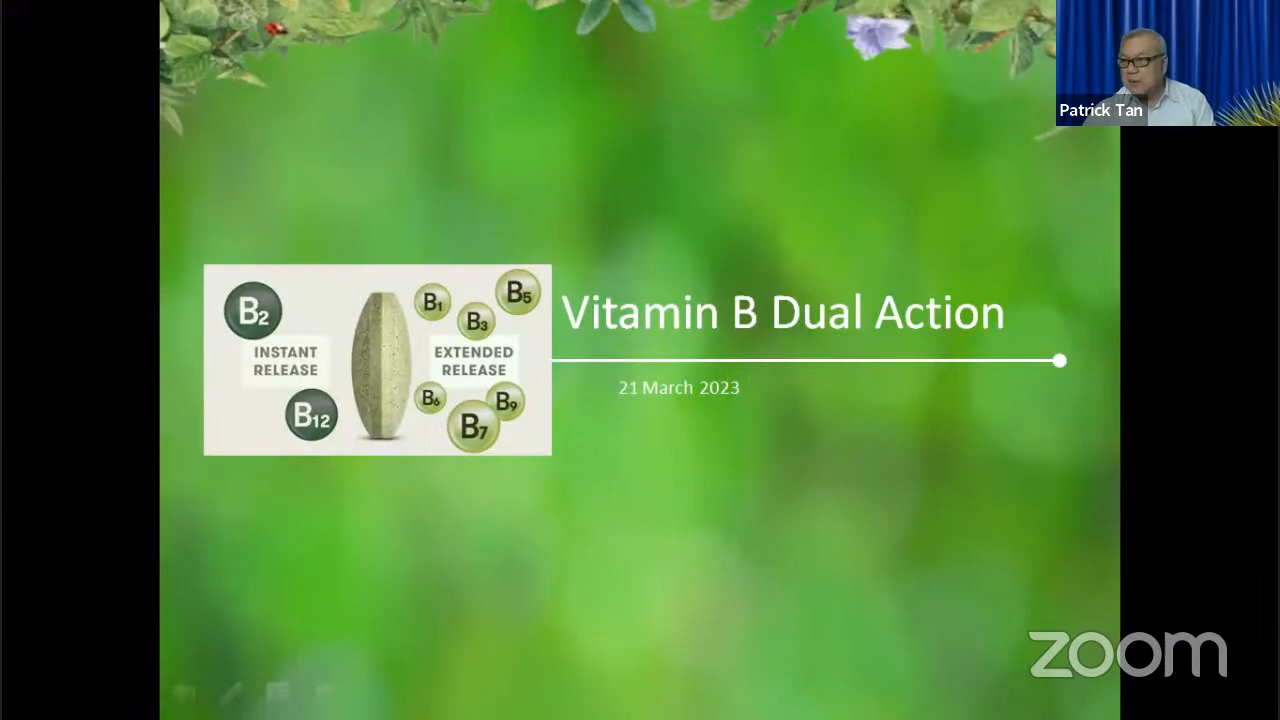 Patrick Tan
B2
INSTANT
RELEASE
B12
B1
B3
B5
EXTENDED
RELEASE
B6
B9
B7
Vitamin B Dual Action
21 March 2023
zoom